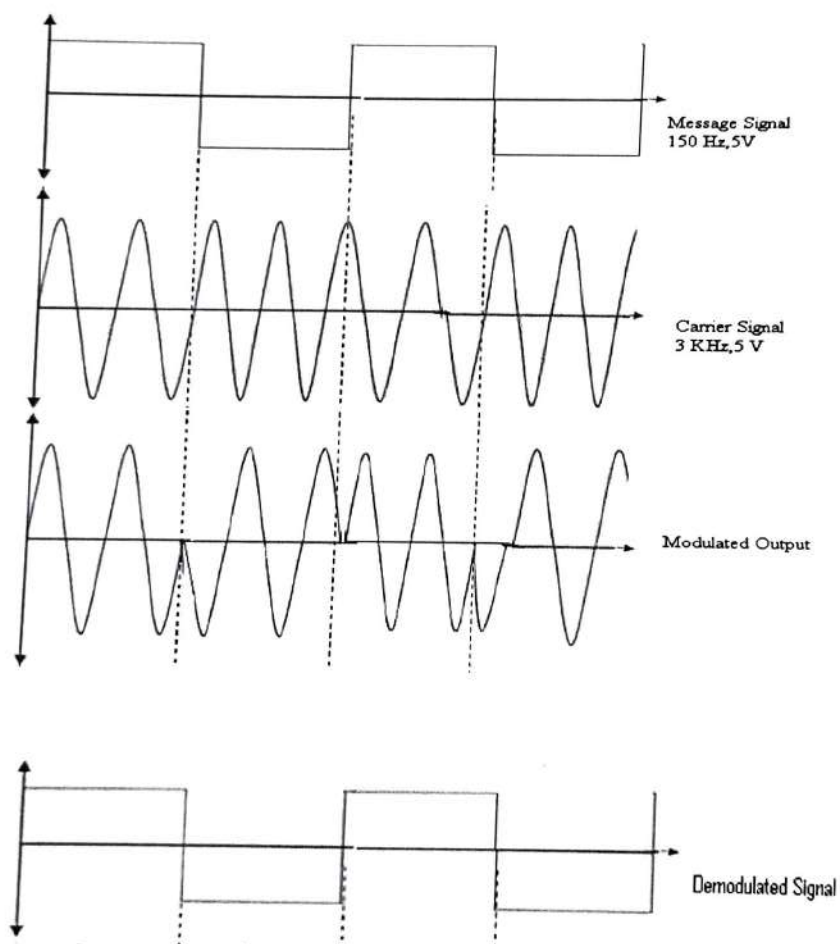 Message Signal
150 Hz,5V
Carrier Signal
3 KHz,5 V
Modulated Output
Demodulated Signal